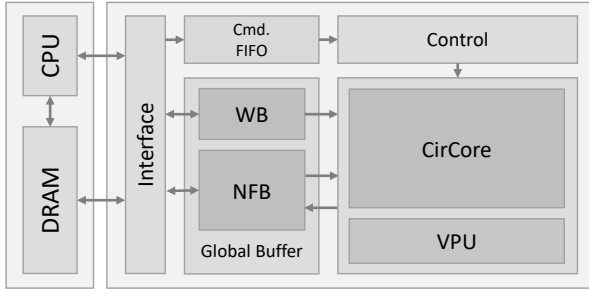 CPU
DRAM
Interface
Cmd.
FIFO
Control
WB
NFB
Global Buffer
CirCore
VPU